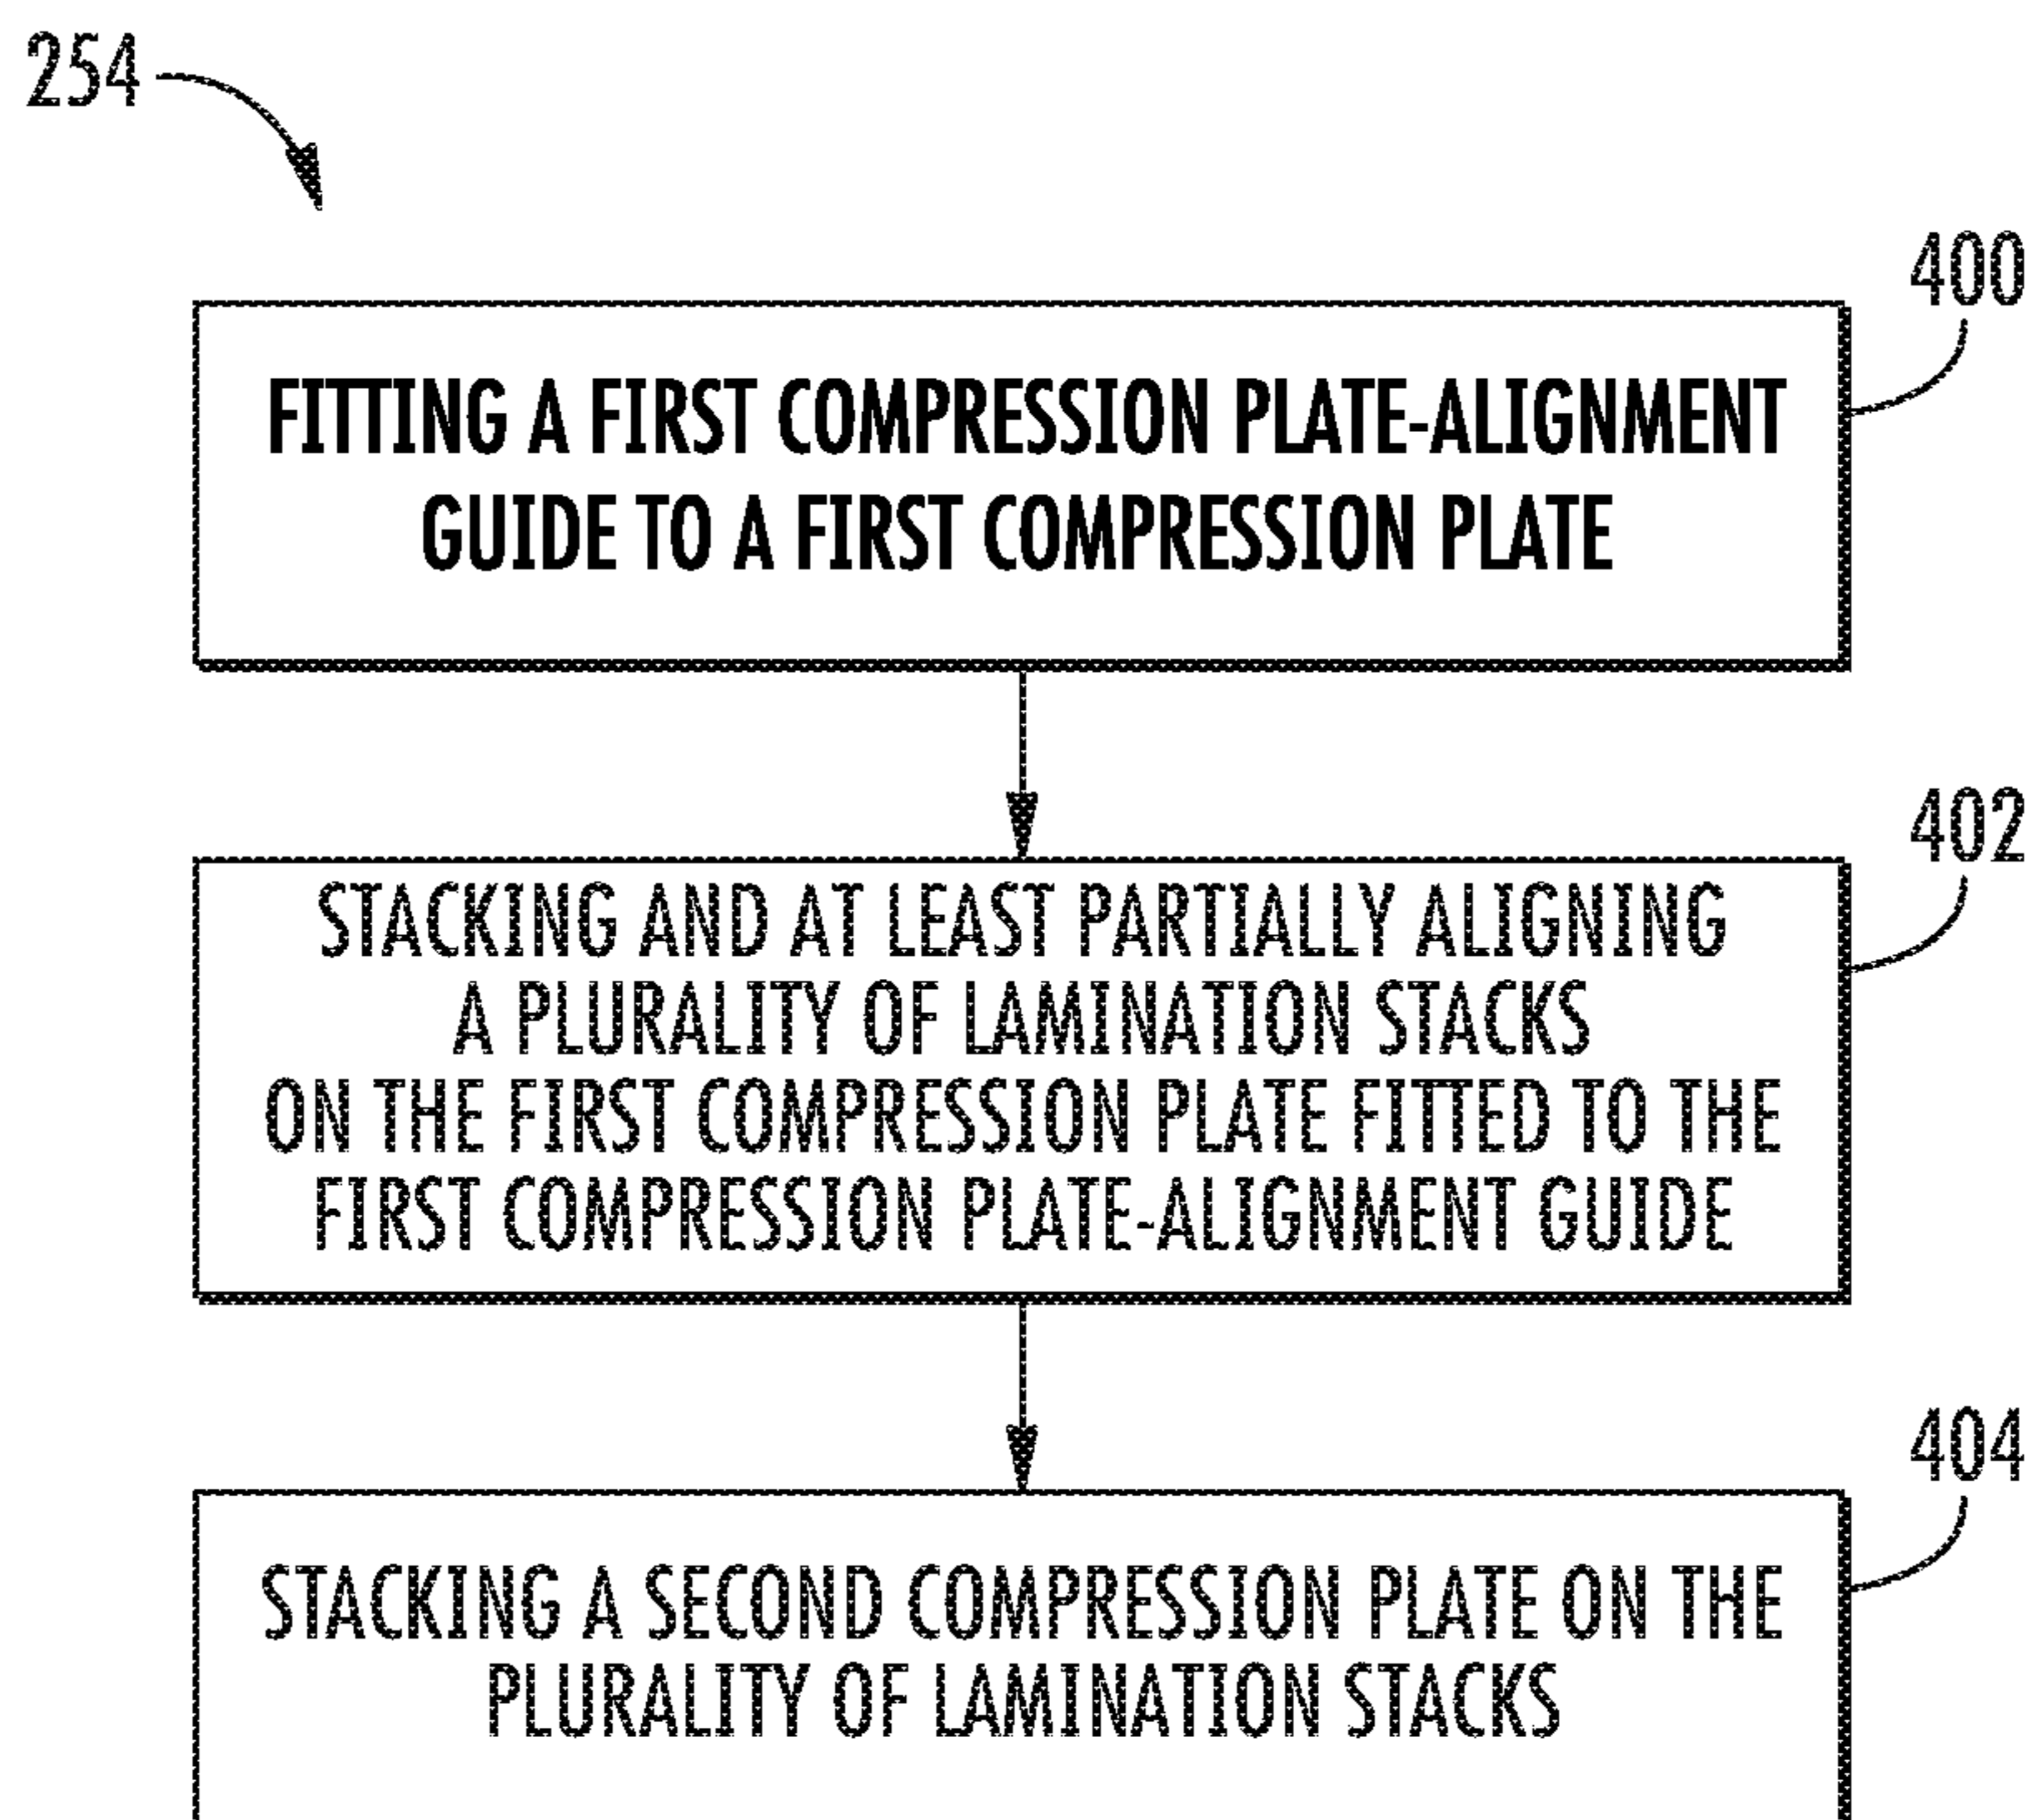 254
400
FITTING A FIRST COMPRESSION PLATE-ALIGNMENT
GUIDE TO A FIRST COMPRESSION PLATE
402
STACKING AND AT LEAST PARTIALLY ALIGNING
A PLURALITY OF LAMINATION STACKS
ON THE FIRST COMPRESSION PLATE FITTED TO THE
FIRST COMPRESSION PLATE-ALIGNMENT GUIDE
404
STACKING A SECOND COMPRESSION PLATE ON THE
PLURALITY OF LAMINATION STACKS